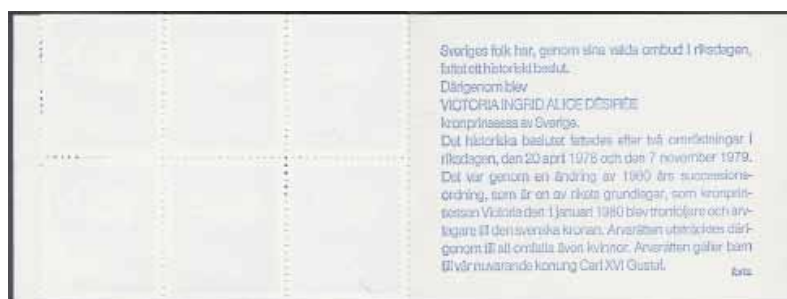 Sveriges folk har, genom sina valda ombud i riksdagen,
fattat ett historiskt beslut.
Därigenom blev
VICTORIA INGRID ALICE DÉSIRÉE
kronprinsessa av Sverige.
Det historiska beslutet fattades efter två omröstningar i
riksdagen, den 20 april 1978 och den 7 november 1979.
Det var genom en ändring av års successions-
ordning, som är en av rikets grundlagar, som kronprin-
sessan Victoria den 1 januari 1980 blev tronföljare och arv-
tagare till den svenska kronan. Arvsrätten utsträcktes däri-
genom till att omfatta även kvinnor. Arvsrätten gäller barn
till vår nuvarande konung Carl XVI Gustaf.
forts.